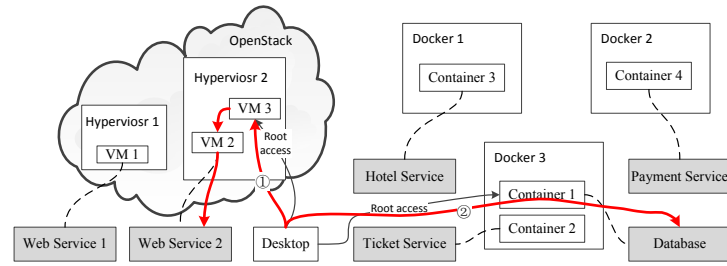 OpenStack
Docker 1
Docker 2
Hyperviosr 2
Container 3
Container 4
VM 3
Hyperviosr 1
Root
access
VM 2
VM 1
Docker 3
①
Hotel Service
Payment Service
Container 1
Root access
②
Container 2
Web Service 1
Web Service 2
Desktop
Ticket Service
Database